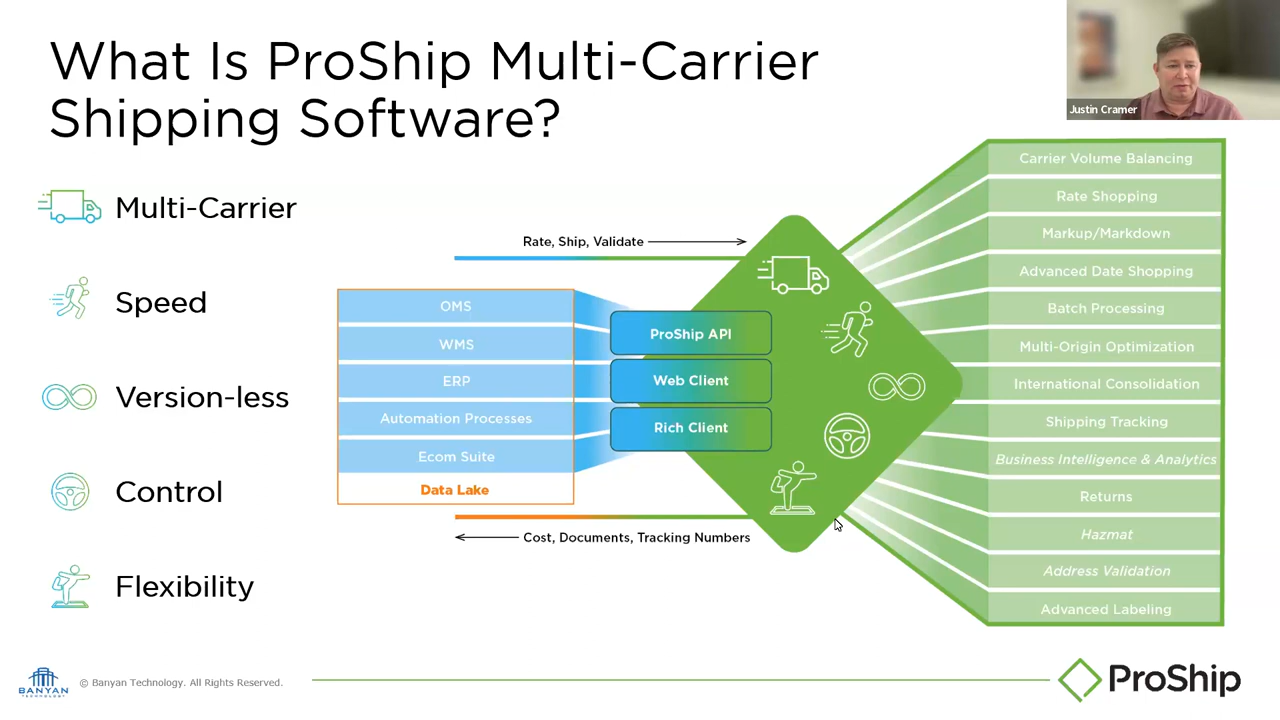 What Is ProShip Multi-Carrier
Shipping Software?
Justin Cramer
Multi-Carrier
Speed
Version-less
Control
Flexibility
Rate, Ship, Validate
OMS
WMS
ERP
Automation Processes
Ecom Suite
Data Lake
ProShip API
Web Client
Rich Client
Cost, Documents, Tracking Numbers
Carrier Volume Balancing
Rate Shopping
Markup/Markdown
Advanced Date Shopping
Batch Processing
Multi-Origin Optimization
International Consolidation
Shipping Tracking
Business Intelligence & Analytics
Returns
Hazmat
Address Validation
Advanced Labeling
BANYAN
TECHNOLOGY
© Banyan Technology. All Rights Reserved.
ProShip